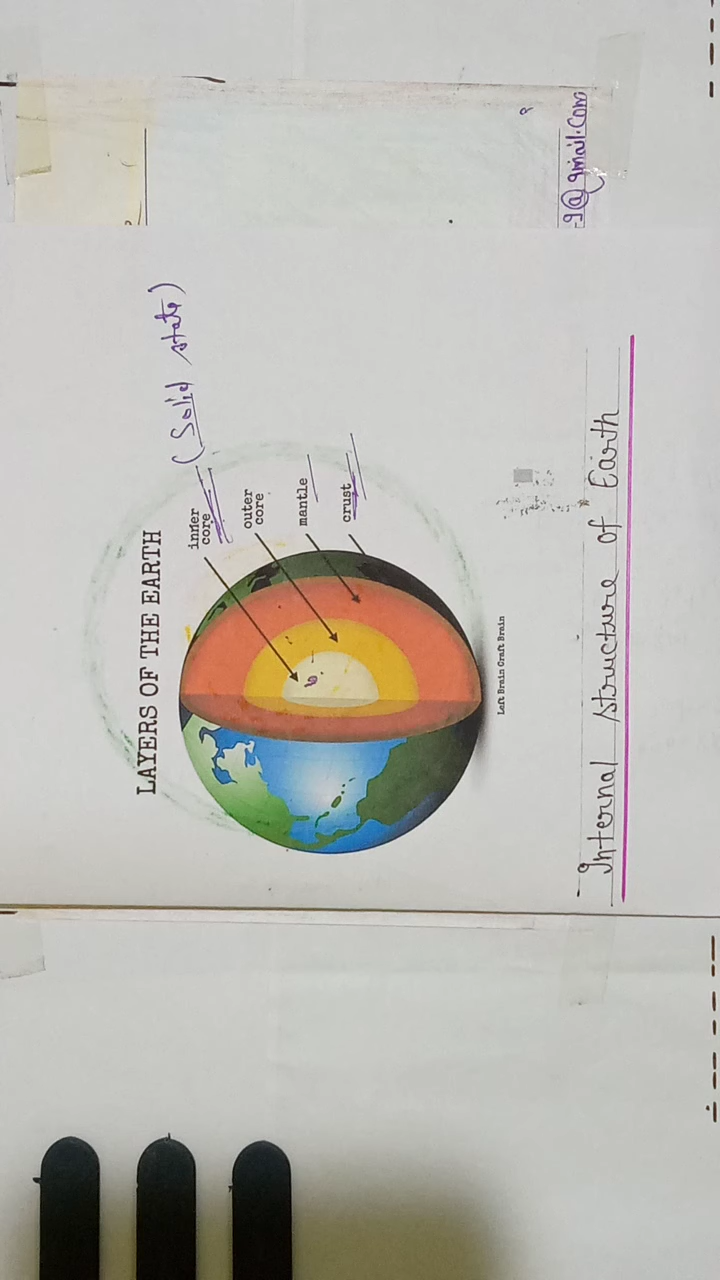 -9@gmail.com
LAYERS OF THE EARTH
inner
core
(Solid state)
outer
core
mantle
crust
Left Brain Craft Brain
Internal structure of Earth